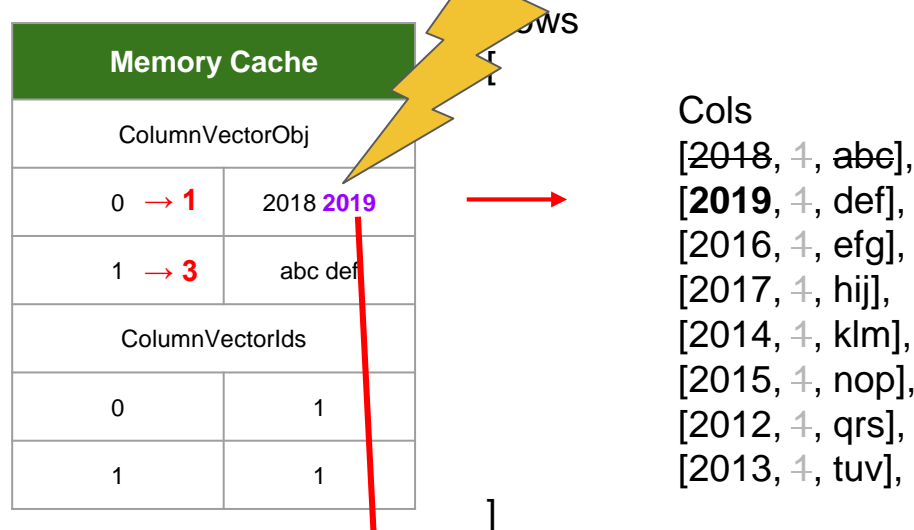 Memory Cache
ColumnVectorObj
0 → 1 2018 2019
1 → 3 abc def
ColumnVectorIds
0 1
1 1
[
]
Cols
[2018, 1, abc],
[2019, 1, def],
[2016, 1, efg],
[2017, 1, hij],
[2014, 1, klm],
[2015, 1, nop],
[2012, 1, qrs],
[2013, 1, tuv],